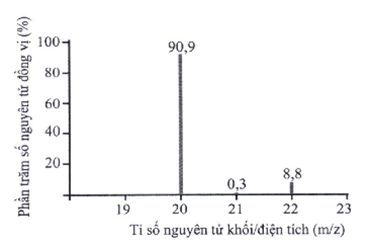 Phần trăm số nguyên tử đồng vị (%)
100
80
60
40
20
90,9
0,3
8,8
19 20 21 22 23
Tỉ số nguyên tử khối/điện tích (m/z)